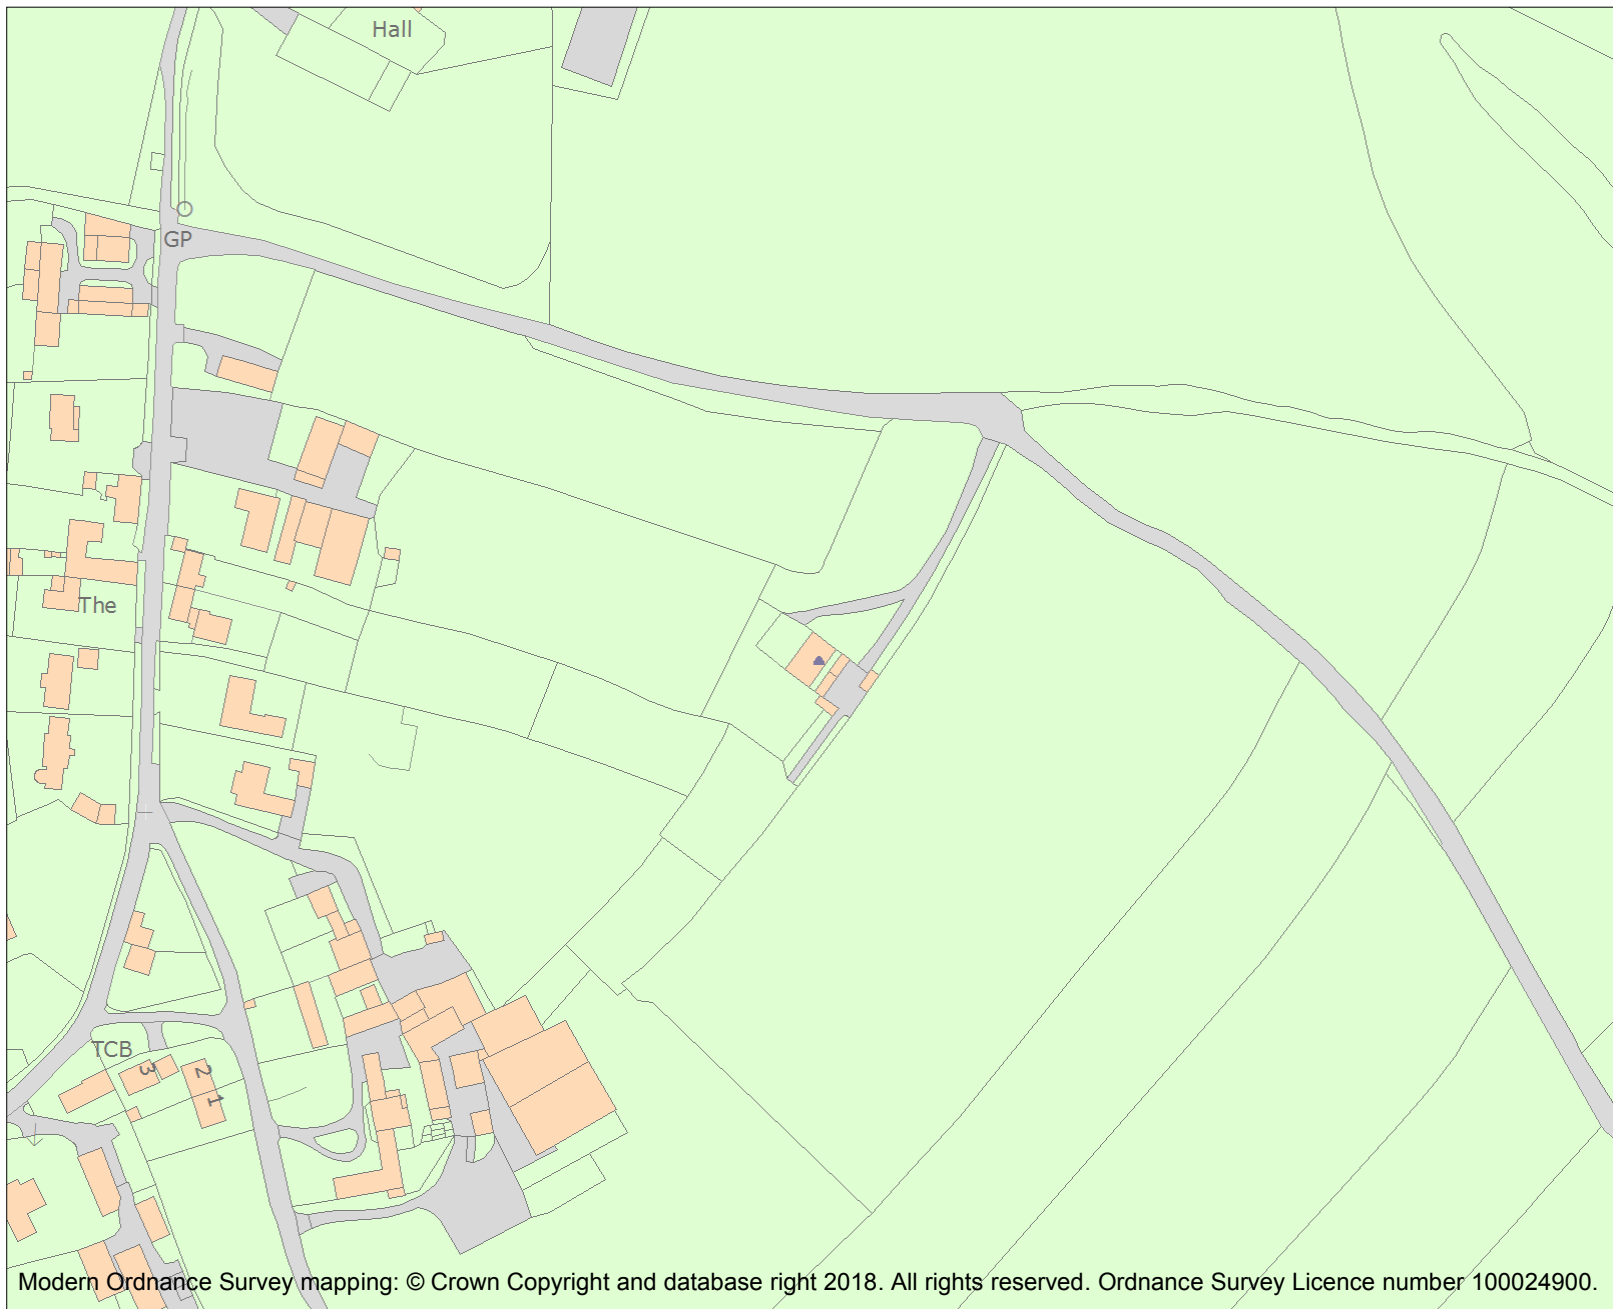 Hall
GP
The
TCB
3
2
1
Modern Ordnance Survey mapping: © Crown Copyright and database right 2018. All rights reserved. Ordnance Survey Licence number 100024900.